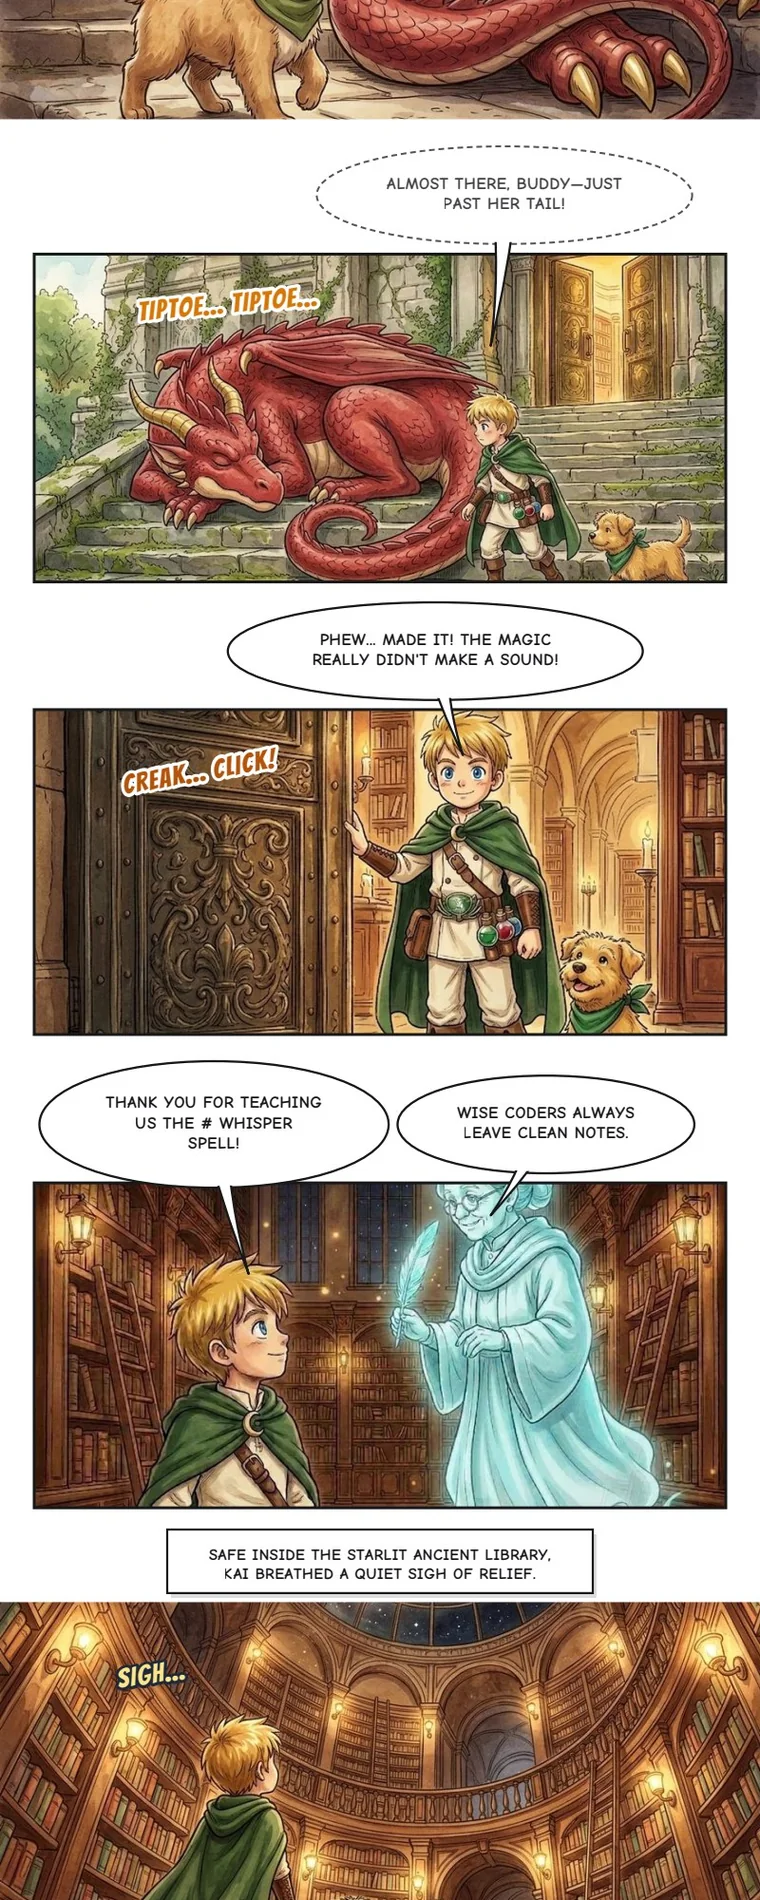 ALMOST THERE, BUDDY—JUST
PAST HER TAIL!
TIPTOE... TIPTOE...
PHEW... MADE IT! THE MAGIC
REALLY DIDN'T MAKE A SOUND!
CREAK... CLICK!
THANK YOU FOR TEACHING
US THE # WHISPER
SPELL!
WISE CODERS ALWAYS
LEAVE CLEAN NOTES.
SAFE INSIDE THE STARLIT ANCIENT LIBRARY,
KAI BREATHED A QUIET SIGH OF RELIEF.
SIGH...